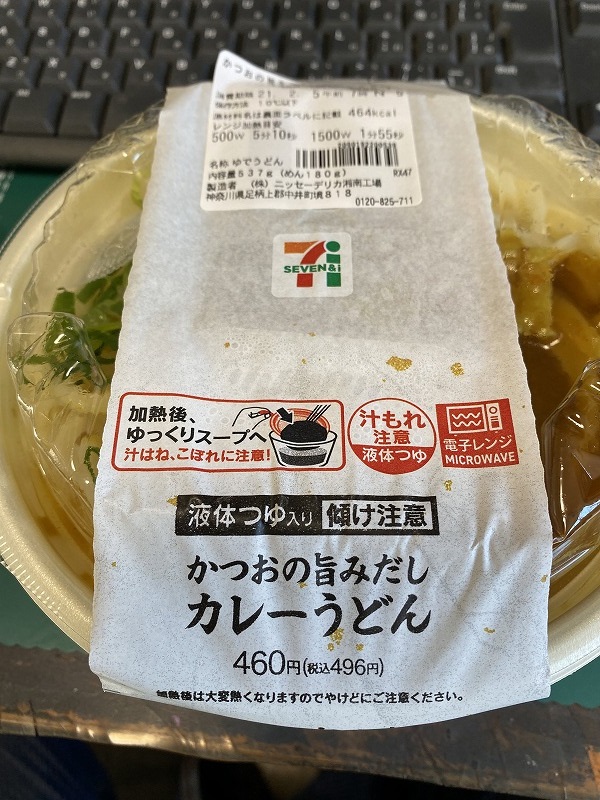 かつおの旨み
消費期限 21. 2. 5 午前
保存方法 10℃以下
原材料名は裏面ラベルに記載 464kcal
レンジ加熱目安
500W 5分10秒 1500W 1分55秒
名称 ゆでうどん
内容量 537g (めん180g) RX47
製造者 (株)ニッセーデリカ湘南工場
神奈川県足柄上郡中井町境818
0120-825-711
7i
SEVEN&i
加熱後、
ゆっくりスープへ
汁はね、こぼれに注意!
汁もれ
注意
液体つゆ
電子レンジ
MICROWAVE
液体つゆ入り 傾け注意
かつおの旨みだし
カレーうどん
460円(税込496円)
加熱後は大変熱くなりますのでやけどにご注意ください。